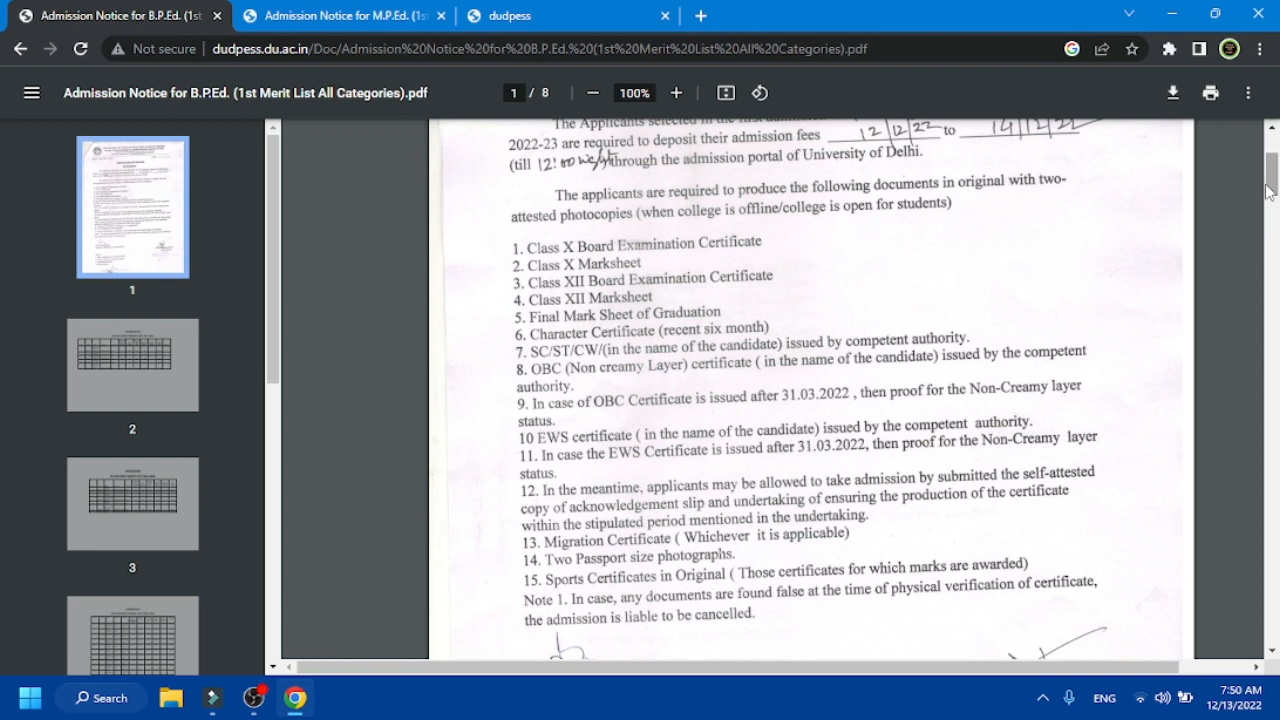 Admission Notice for B.P.Ed. (1st
Admission Notice for M.P.Ed. (1s
dudpess
Not secure
dudpess.du.ac.in/Doc/Admission%20Notice%20for%20B.P.Ed.%20(1st%20Merit%20List%20All%20Categories).pdf
Admission Notice for B.P.Ed. (1st Merit List All Categories).pdf
1 / 8
100%
The Applicants selected in the first
2022-23 are required to deposit their admission fees 12/12/22 to 14/12/22
(till 12:00 through the admission portal of University of Delhi.
The applicants are required to produce the following documents in original with two-
attested photocopies (when college is offline/college is open for students)
1. Class X Board Examination Certificate
2. Class X Marksheet
3. Class XII Board Examination Certificate
4. Class XII Marksheet
5. Final Mark Sheet of Graduation
6. Character Certificate (recent six month)
7. SC/ST/CW/(in the name of the candidate) issued by competent authority.
8. OBC (Non creamy Layer) certificate ( in the name of the candidate) issued by the competent
authority.
9. In case of OBC Certificate is issued after 31.03.2022 , then proof for the Non-Creamy layer
status.
10 EWS certificate ( in the name of the candidate) issued by the competent authority.
11. In case the EWS Certificate is issued after 31.03.2022, then proof for the Non-Creamy layer
status.
12. In the meantime, applicants may be allowed to take admission by submitted the self-attested
copy of acknowledgement slip and undertaking of ensuring the production of the certificate
within the stipulated period mentioned in the undertaking.
13. Migration Certificate ( Whichever it is applicable)
14. Two Passport size photographs.
15. Sports Certificates in Original ( Those certificates for which marks are awarded)
Note 1. In case, any documents are found false at the time of physical verification of certificate,
the admission is liable to be cancelled.
1
2
3
Search
ENG
7:50 AM
12/13/2022